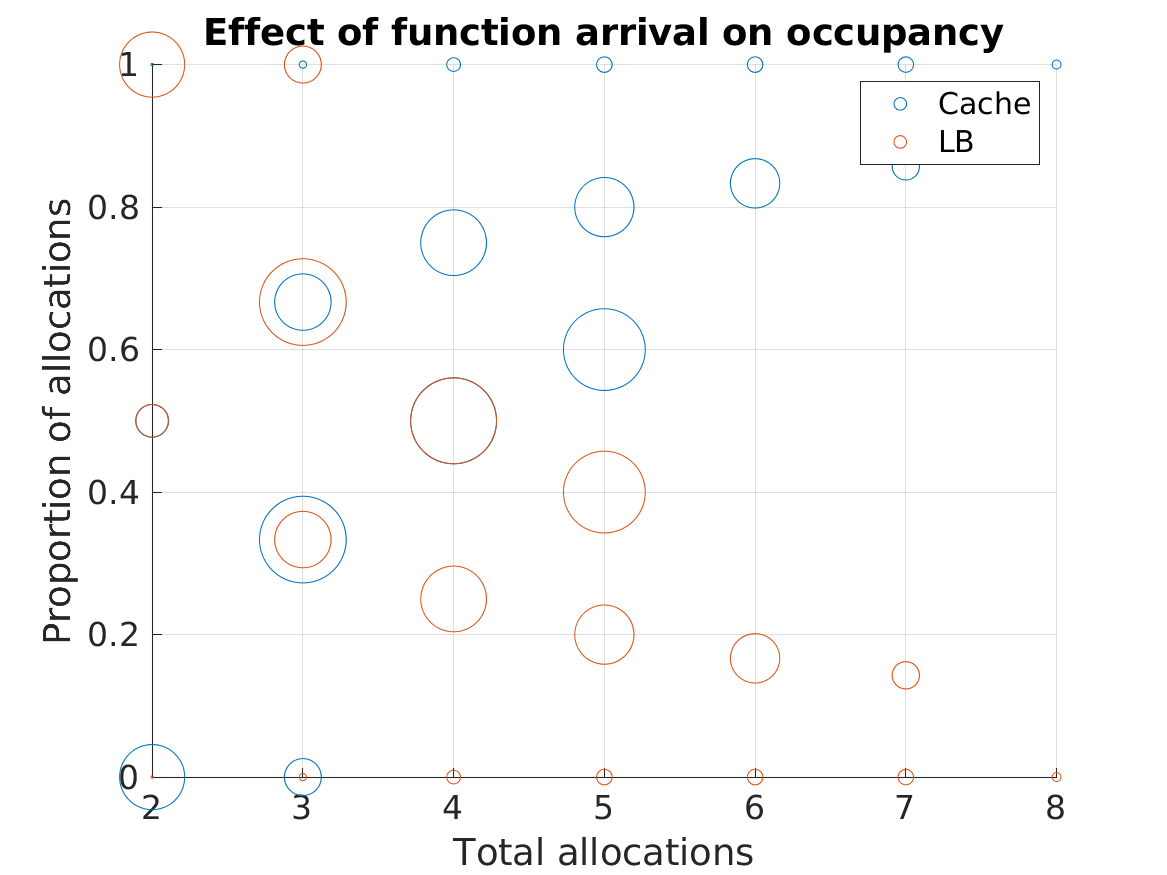 Effect of function arrival on occupancy
1
0.8
0.6
0.4
0.2
0
Proportion of allocations
Cache
LB
2 3 4 5 6 7 8
Total allocations